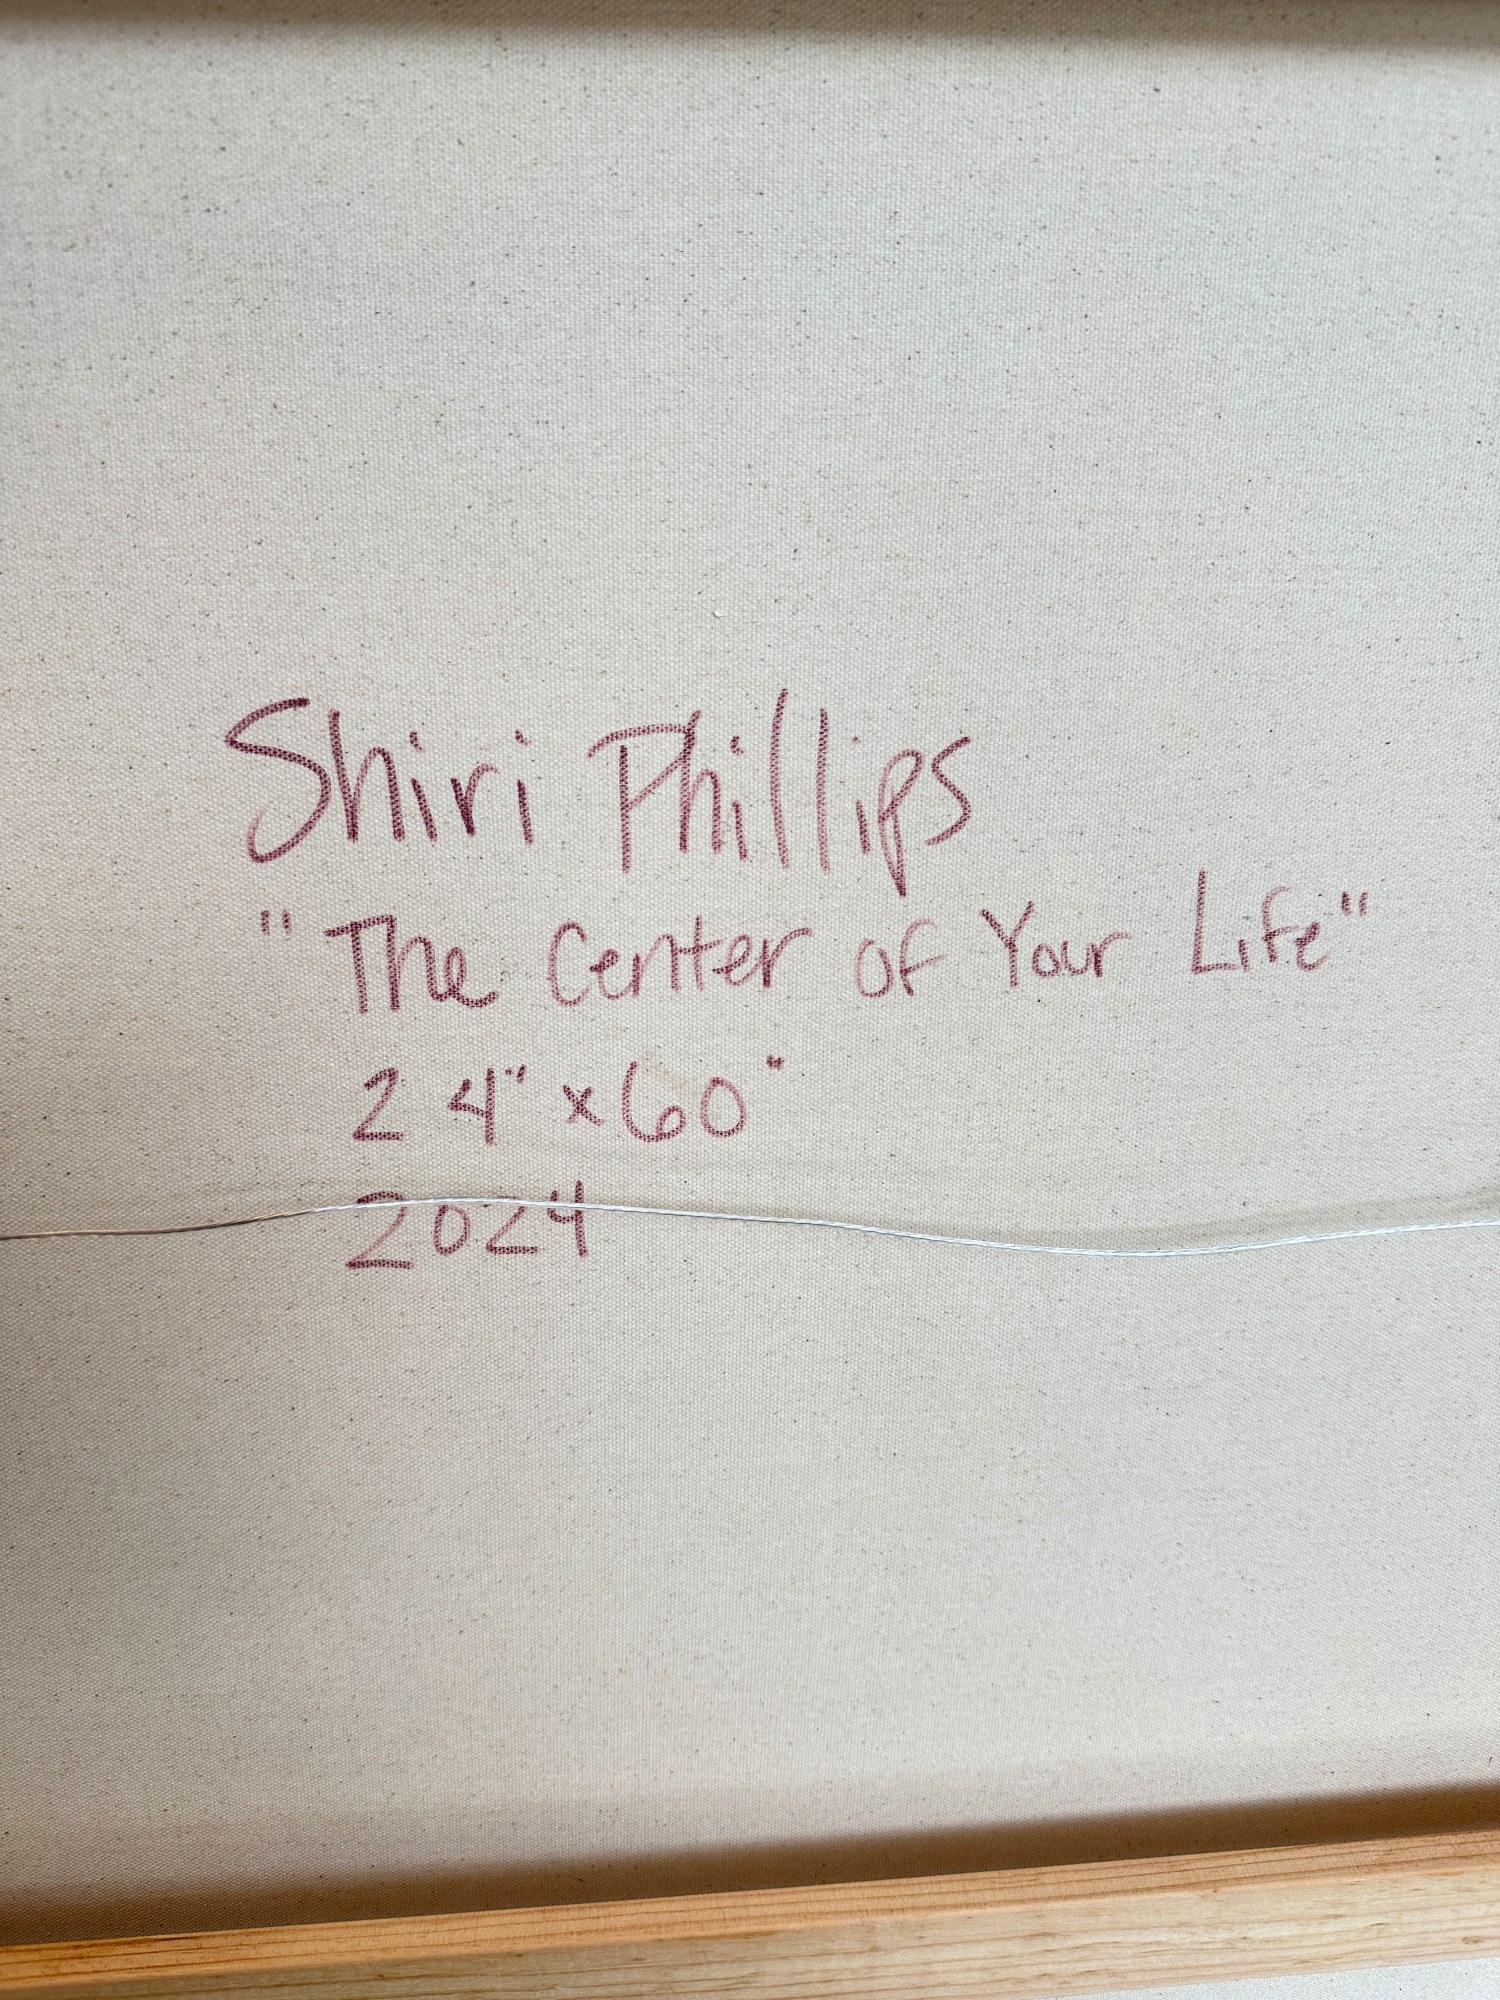 Shiri Phillips
"The Center of Your Life"
24" x 60"
2024